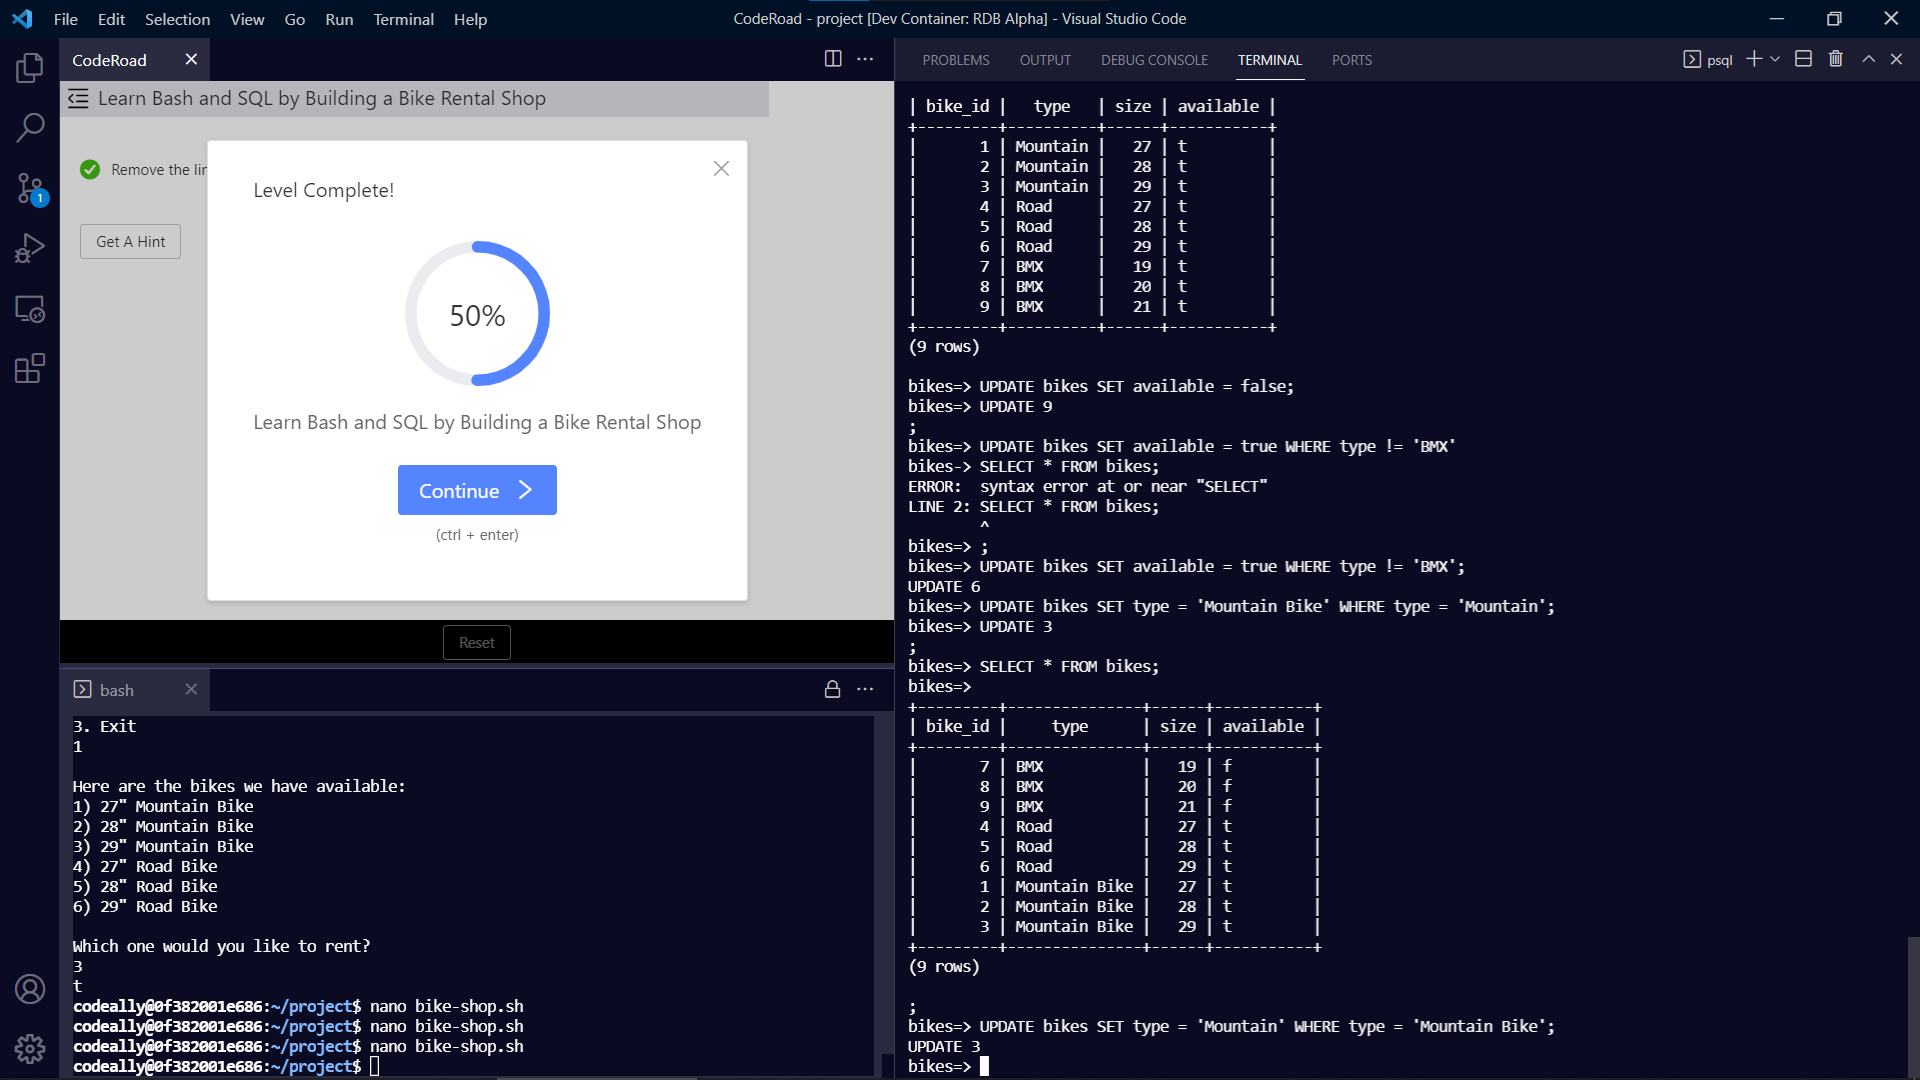 File Edit Selection View Go Run Terminal Help
CodeRoad - project [Dev Container: RDB Alpha] - Visual Studio Code
CodeRoad
Learn Bash and SQL by Building a Bike Rental Shop
Remove the lin
Get A Hint
Level Complete!
50%
Learn Bash and SQL by Building a Bike Rental Shop
Continue
(ctrl + enter)
Reset
1
bash
3. Exit
1
Here are the bikes we have available:
1) 27" Mountain Bike
2) 28" Mountain Bike
3) 29" Mountain Bike
4) 27" Road Bike
5) 28" Road Bike
6) 29" Road Bike
Which one would you like to rent?
3
t
codeally@0f382001e686:~/project$ nano bike-shop.sh
codeally@0f382001e686:~/project$ nano bike-shop.sh
codeally@0f382001e686:~/project$ nano bike-shop.sh
codeally@0f382001e686:~/project$
PROBLEMS OUTPUT DEBUG CONSOLE TERMINAL PORTS
psql
| bike_id |   type   | size | available |
+---------+----------+------+-----------+
|       1 | Mountain |   27 | t         |
|       2 | Mountain |   28 | t         |
|       3 | Mountain |   29 | t         |
|       4 | Road     |   27 | t         |
|       5 | Road     |   28 | t         |
|       6 | Road     |   29 | t         |
|       7 | BMX      |   19 | t         |
|       8 | BMX      |   20 | t         |
|       9 | BMX      |   21 | t         |
+---------+----------+------+-----------+
(9 rows)
bikes=> UPDATE bikes SET available = false;
bikes=> UPDATE 9
;
bikes=> UPDATE bikes SET available = true WHERE type != 'BMX'
bikes-> SELECT * FROM bikes;
ERROR:  syntax error at or near "SELECT"
LINE 2: SELECT * FROM bikes;
        ^
bikes=> ;
bikes=> UPDATE bikes SET available = true WHERE type != 'BMX';
UPDATE 6
bikes=> UPDATE bikes SET type = 'Mountain Bike' WHERE type = 'Mountain';
bikes=> UPDATE 3
;
bikes=> SELECT * FROM bikes;
bikes=>
+---------+---------------+------+-----------+
| bike_id |     type      | size | available |
+---------+---------------+------+-----------+
|       7 | BMX           |   19 | f         |
|       8 | BMX           |   20 | f         |
|       9 | BMX           |   21 | f         |
|       4 | Road          |   27 | t         |
|       5 | Road          |   28 | t         |
|       6 | Road          |   29 | t         |
|       1 | Mountain Bike |   27 | t         |
|       2 | Mountain Bike |   28 | t         |
|       3 | Mountain Bike |   29 | t         |
+---------+---------------+------+-----------+
(9 rows)
;
bikes=> UPDATE bikes SET type = 'Mountain' WHERE type = 'Mountain Bike';
UPDATE 3
bikes=>